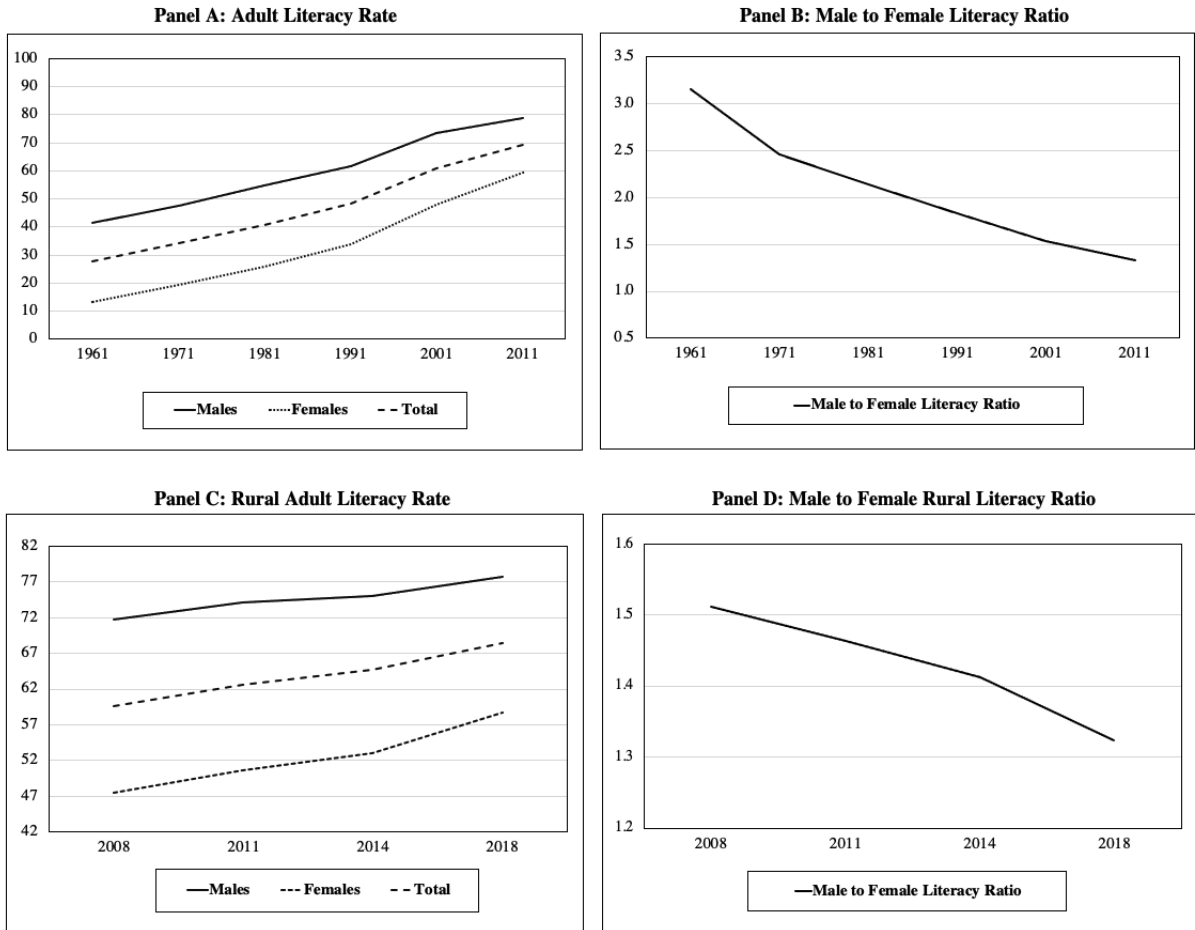 Panel A: Adult Literacy Rate
100
90
80
70
60
50
40
30
20
10
0
1961 1971 1981 1991 2001 2011
Males Females Total
Panel B: Male to Female Literacy Ratio
3.5
3.0
2.5
2.0
1.5
1.0
0.5
1961 1971 1981 1991 2001 2011
Male to Female Literacy Ratio
Panel C: Rural Adult Literacy Rate
82
77
72
67
62
57
52
47
42
2008 2011 2014 2018
Males Females Total
Panel D: Male to Female Rural Literacy Ratio
1.6
1.5
1.4
1.3
1.2
2008 2011 2014 2018
Male to Female Literacy Ratio